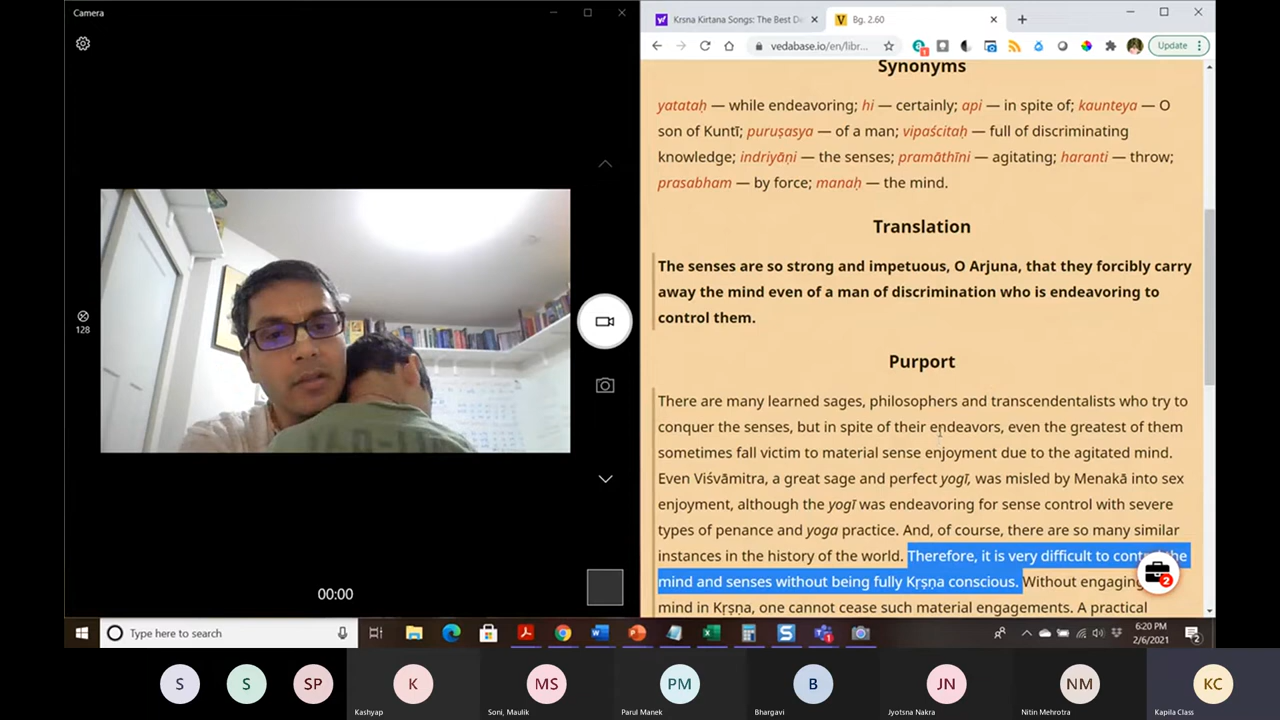 Camera
128
00:00
Krsna Kirtana Songs: The Best De
Bg. 2.60
vedabase.io/en/libr...
1
Update
Synonyms
yatataḥ — while endeavoring; hi — certainly; api — in spite of; kaunteya — O
son of Kuntī; puruṣasya — of a man; vipaścitaḥ — full of discriminating
knowledge; indriyāṇi — the senses; pramāthīni — agitating; haranti — throw;
prasabham — by force; manaḥ — the mind.
Translation
The senses are so strong and impetuous, O Arjuna, that they forcibly carry
away the mind even of a man of discrimination who is endeavoring to
control them.
Purport
There are many learned sages, philosophers and transcendentalists who try to
conquer the senses, but in spite of their endeavors, even the greatest of them
sometimes fall victim to material sense enjoyment due to the agitated mind.
Even Viśvāmitra, a great sage and perfect yogī, was misled by Menakā into sex
enjoyment, although the yogī was endeavoring for sense control with severe
types of penance and yoga practice. And, of course, there are so many similar
instances in the history of the world. Therefore, it is very difficult to control the
mind and senses without being fully Kṛṣṇa conscious. Without engaging
mind in Kṛṣṇa, one cannot cease such material engagements. A practical
2
Type here to search
6:20 PM
2/6/2021
2
S
S
SP
K
MS
PM
B
JN
NM
KC
Kashyap
Soni, Maulik
Parul Manek
Bhargavi
Jyotsna Nakra
Nitin Mehrotra
Kapila Class